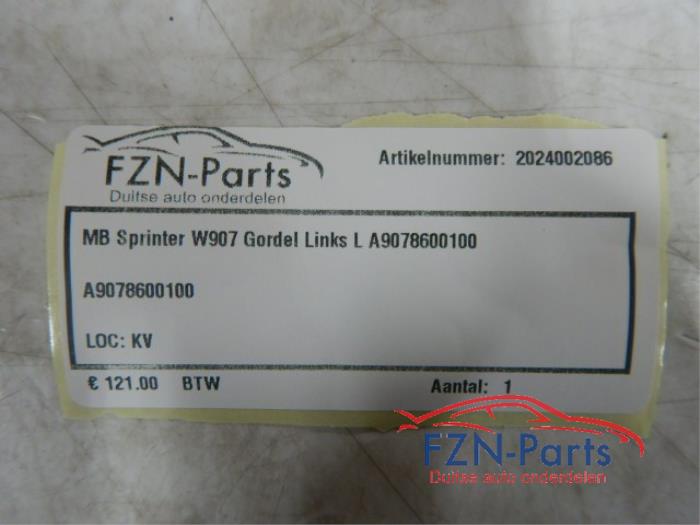 FZN-Parts
Duitse auto onderdelen
Artikelnummer: 2024002086
MB Sprinter W907 Gordel Links L A9078600100
A9078600100
LOC: KV
€ 121.00 BTW Aantal: 1
FZN-Parts
Duitse auto onderdelen